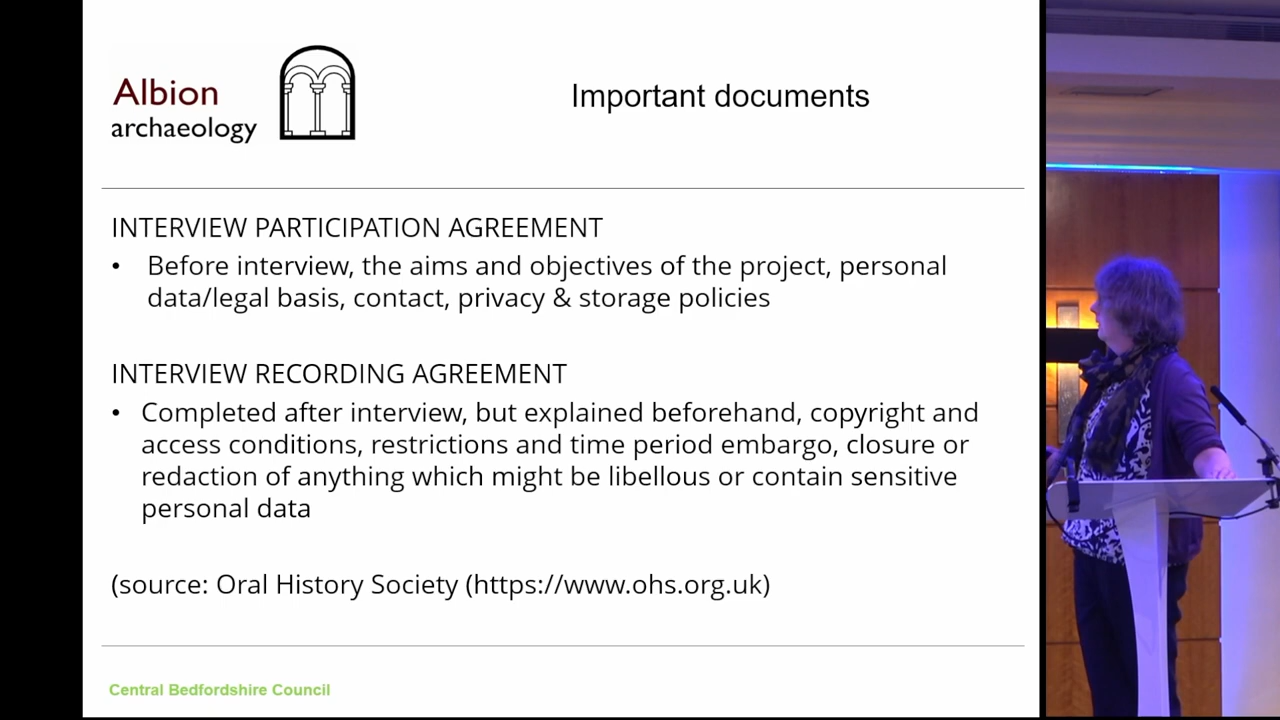 Albion
archaeology
Important documents
INTERVIEW PARTICIPATION AGREEMENT
• Before interview, the aims and objectives of the project, personal
data/legal basis, contact, privacy & storage policies
INTERVIEW RECORDING AGREEMENT
• Completed after interview, but explained beforehand, copyright and
access conditions, restrictions and time period embargo, closure or
redaction of anything which might be libellous or contain sensitive
personal data
(source: Oral History Society (https://www.ohs.org.uk)
Central Bedfordshire Council